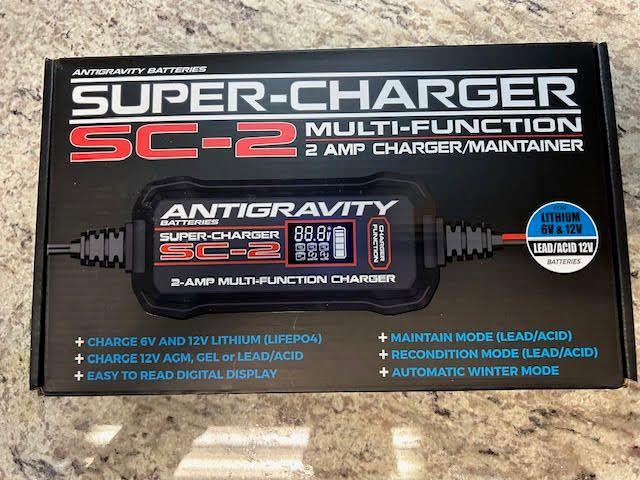 ANTIGRAVITY BATTERIES
SUPER-CHARGER
SC-2 MULTI-FUNCTION
2 AMP CHARGER/MAINTAINER
ANTIGRAVITY
BATTERIES
SUPER-CHARGER
SC-2
88.8
CHARGER
FUNCTION
2-AMP MULTI-FUNCTION CHARGER
FOR
LITHIUM
6V & 12V
LEAD/ACID 12V
BATTERIES
+ CHARGE 6V AND 12V LITHIUM (LIFEPO4)
+ CHARGE 12V AGM, GEL or LEAD/ACID
+ EASY TO READ DIGITAL DISPLAY
+ MAINTAIN MODE (LEAD/ACID)
+ RECONDITION MODE (LEAD/ACID)
+ AUTOMATIC WINTER MODE